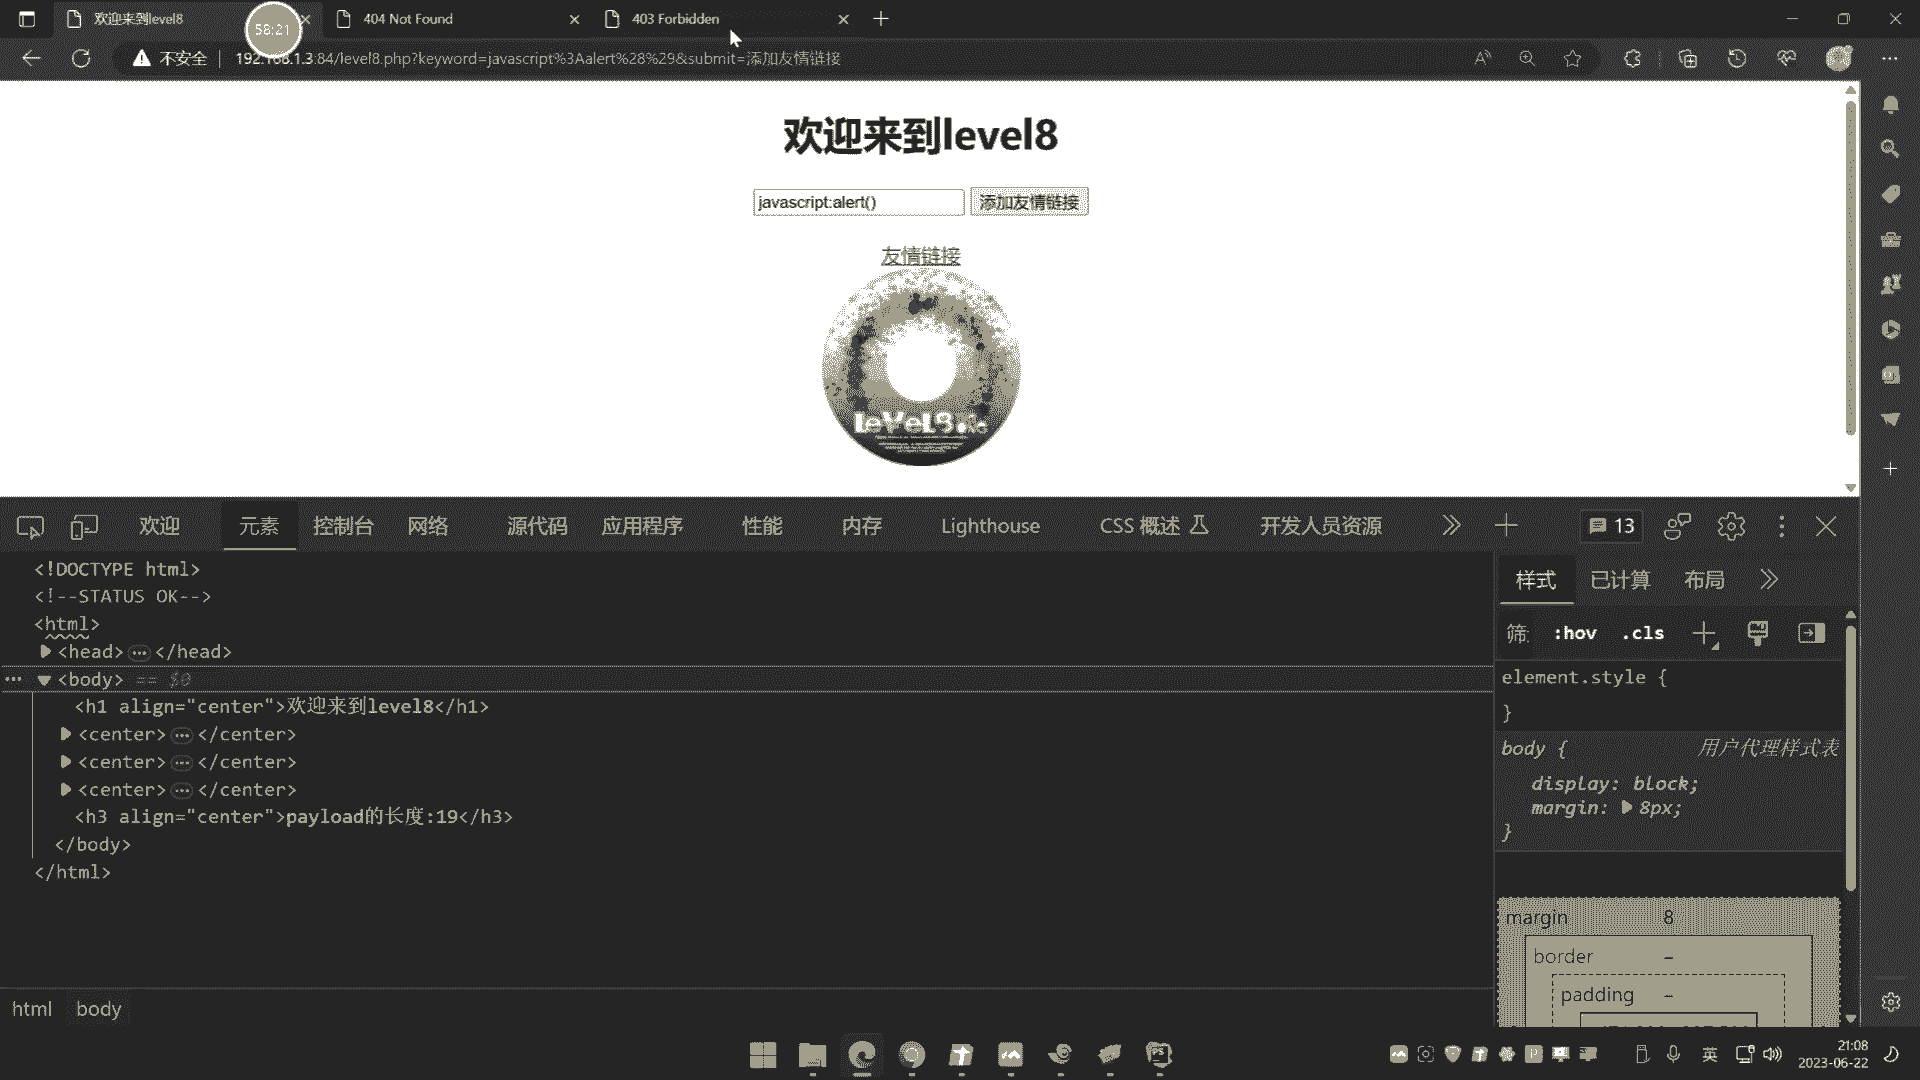 欢迎来到level8
58:21
404 Not Found
403 Forbidden
不安全
192.168.1.3:84/level8.php?keyword=javascript%3Aalert%28%29&submit=添加友情链接
欢迎来到level8
javascript:alert()
添加友情链接
友情链接
leVeL8
欢迎 元素 控制台 网络 源代码 应用程序 性能 内存 Lighthouse CSS 概述 开发人员资源 13
<!DOCTYPE html>
<!--STATUS OK-->
<html>
<head>…</head>
… <body> == $0
<h1 align="center">欢迎来到level8</h1>
<center>…</center>
<center>…</center>
<center>…</center>
<h3 align="center">payload的长度:19</h3>
</body>
</html>
html body
样式 已计算 布局
筛 :hov .cls
element.style {
}
body { 用户代理样式表
display: block;
margin: 8px;
}
margin 8
border –
padding –
英
21:08
2023-06-22